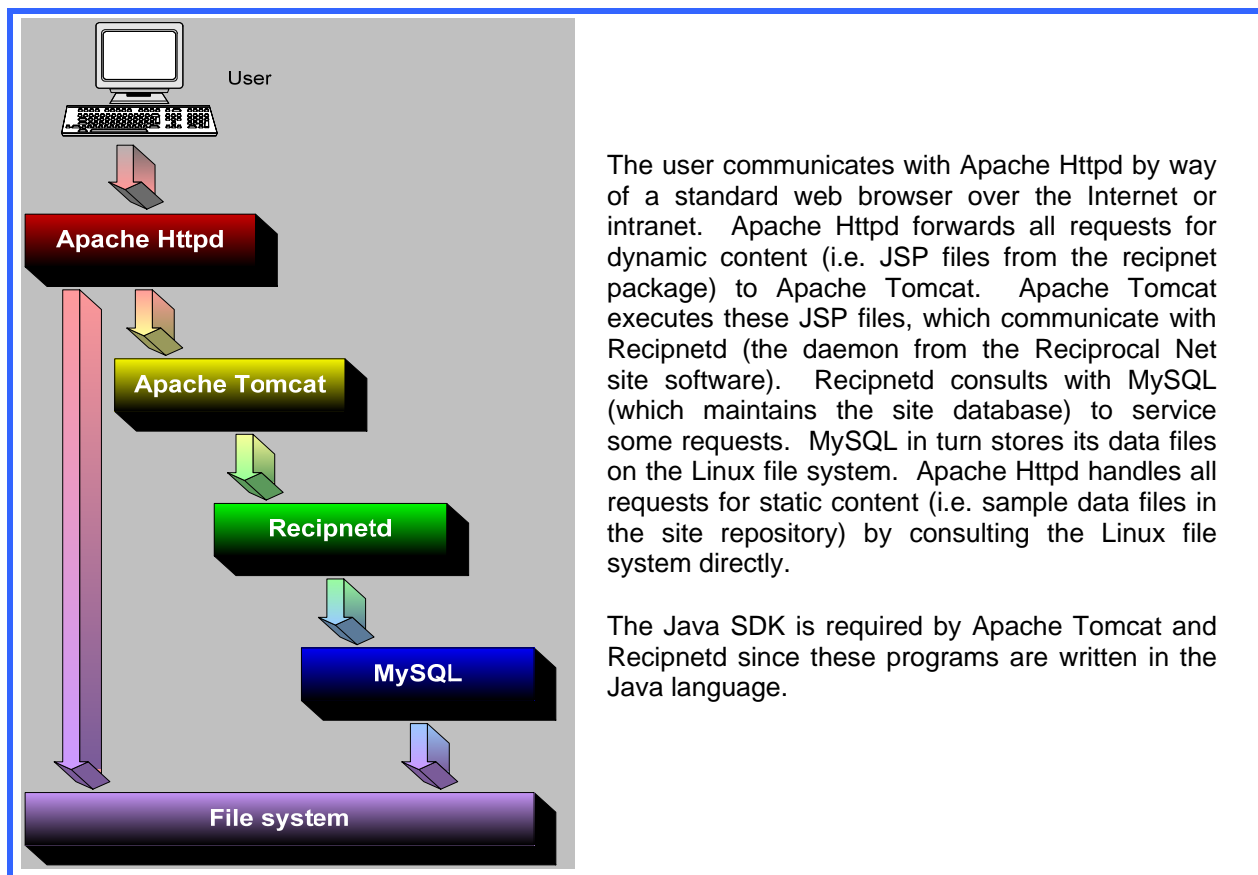 User
Apache Httpd
Apache Tomcat
Recipnetd
MySQL
File system
The user communicates with Apache Httpd by way
of a standard web browser over the Internet or
intranet. Apache Httpd forwards all requests for
dynamic content (i.e. JSP files from the recipnet
package) to Apache Tomcat. Apache Tomcat
executes these JSP files, which communicate with
Recipnetd (the daemon from the Reciprocal Net
site software). Recipnetd consults with MySQL
(which maintains the site database) to service
some requests. MySQL in turn stores its data files
on the Linux file system. Apache Httpd handles all
requests for static content (i.e. sample data files in
the site repository) by consulting the Linux file
system directly.
The Java SDK is required by Apache Tomcat and
Recipnetd since these programs are written in the
Java language.